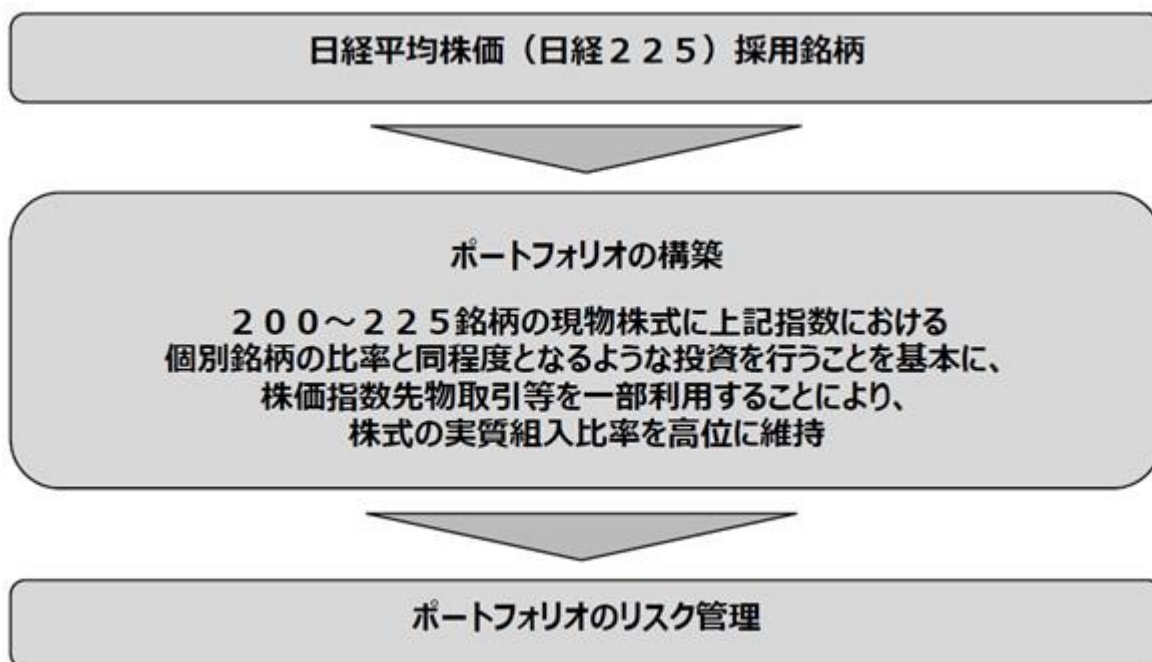 日経平均株価（日経２２５）採用銘柄
ポートフォリオの構築
２００～２２５銘柄の現物株式に上記指数における
個別銘柄の比率と同程度となるような投資を行うことを基本に、
株価指数先物取引等を一部利用することにより、
株式の実質組入比率を高位に維持
ポートフォリオのリスク管理